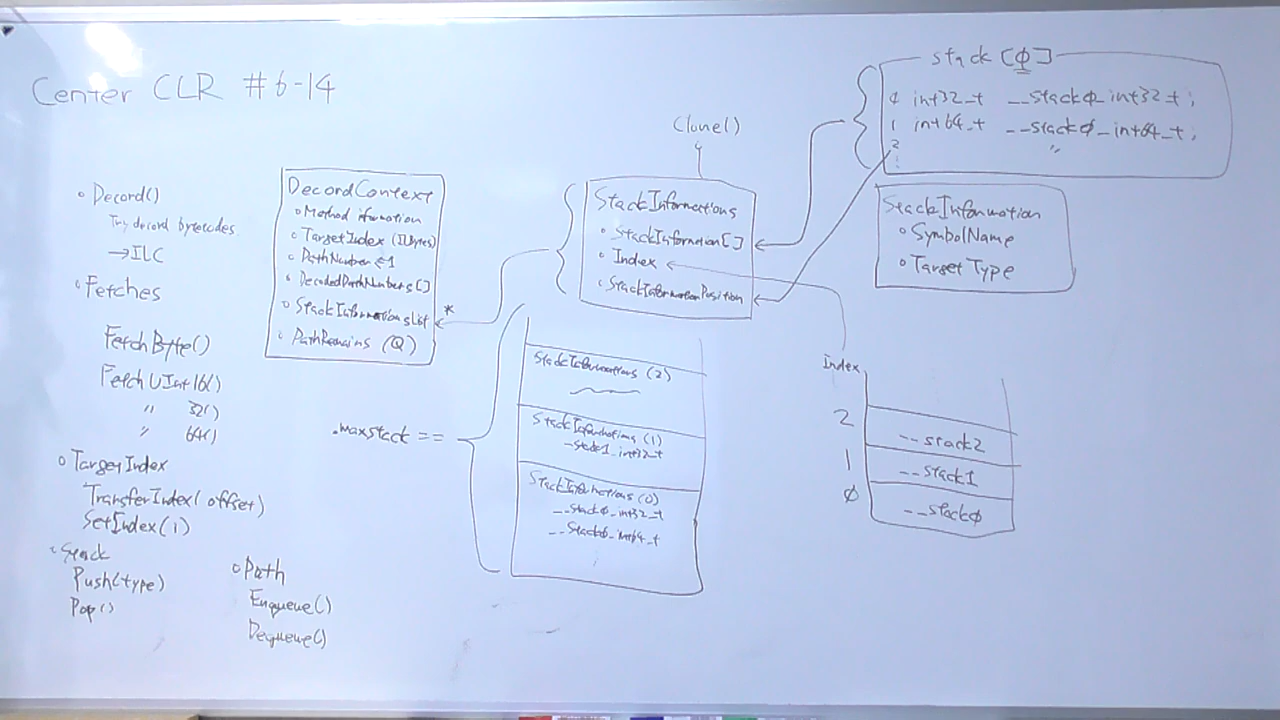 Center CLR #6-14
◦ Decord()
Try decord bytecodes
→ILC
◦ Fetches
FetchByte()
FetchUInt16()
〃 32()
〃 64()
◦ TargetIndex
TransferIndex(offset)
SetIndex(i)
◦ Stack
Push(type)
Pop()
◦ Path
Enqueue()
Dequeue()
DecordContext
◦ Method iformation
◦ TargetIndex (ILBytes)
◦ PathNumber ←1
◦ DecodedPathNumbers[]
◦ StackInformationsList *
◦ PathRemains (Q)
Clone()
StackInformations
◦ StackInformation[]
◦ Index
◦ StackInformationPosition
.maxstack ==
StackInformations (2)
StackInformations (1)
__stack1_int32_t
StackInformations (0)
__stackφ_int32_t
__stackφ_int64_t
stack [φ]
φ int32_t __stackφ_int32_t;
1 int64_t __stackφ_int64_t;
2 〃
StackInformation
◦ SymbolName
◦ TargetType
Index
2 __stack2
1 __stack1
φ __stackφ